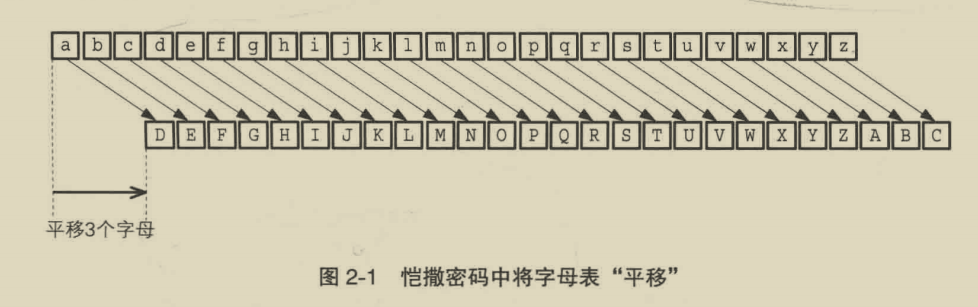 a b c d e f g h i j k l m n o p q r s t u v w x y z
D E F G H I J K L M N O P Q R S T U V W X Y Z A B C
平移3个字母
图 2-1 恺撒密码中将字母表“平移”